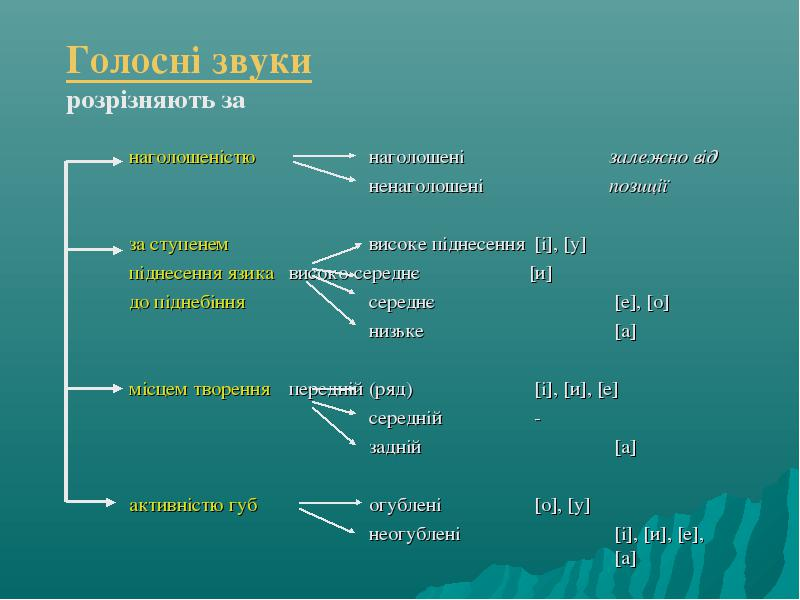 Голосні звуки
розрізняють за
наголошеністю наголошені залежно від
ненаголошені позиції
за ступенем високе піднесення [і], [у]
піднесення язика високо-середнє [и]
до піднебіння середнє [е], [о]
низьке [а]
місцем творення передній (ряд) [і], [и], [е]
середній -
задній [а]
активністю губ огублені [о], [у]
неогублені [і], [и], [е],
[а]